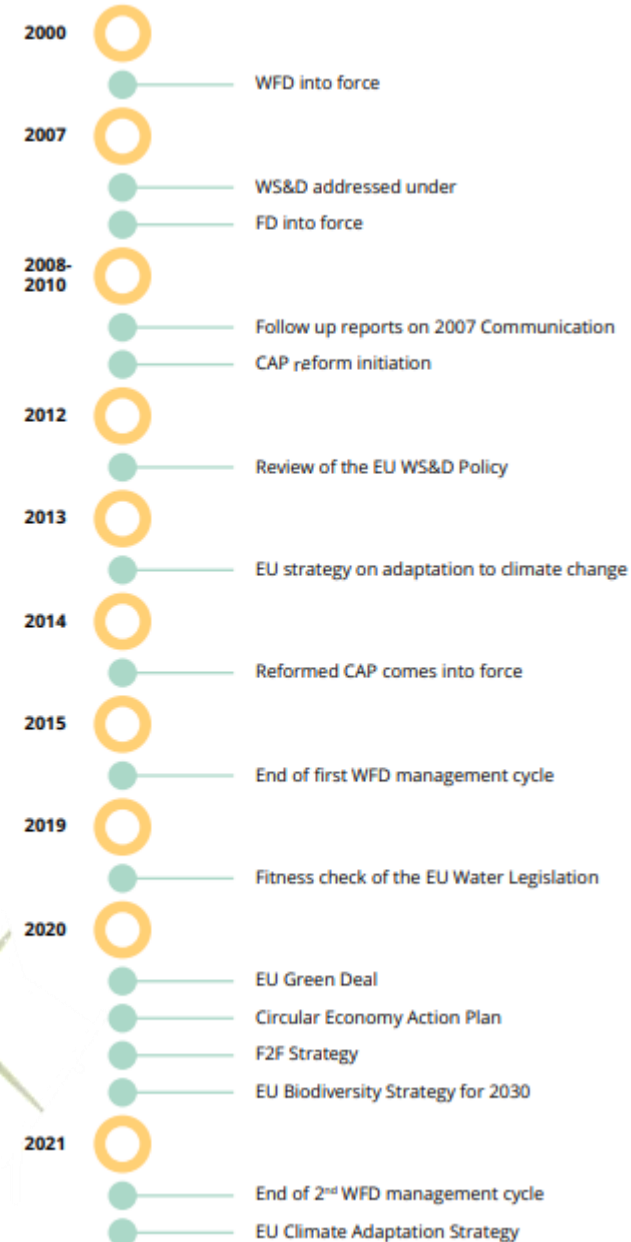 2000
WFD into force
2007
WS&D addressed under
FD into force
2008-
2010
Follow up reports on 2007 Communication
CAP reform initiation
2012
Review of the EU WS&D Policy
2013
EU strategy on adaptation to climate change
2014
Reformed CAP comes into force
2015
End of first WFD management cycle
2019
Fitness check of the EU Water Legislation
2020
EU Green Deal
Circular Economy Action Plan
F2F Strategy
EU Biodiversity Strategy for 2030
2021
End of 2nd WFD management cycle
EU Climate Adaptation Strategy